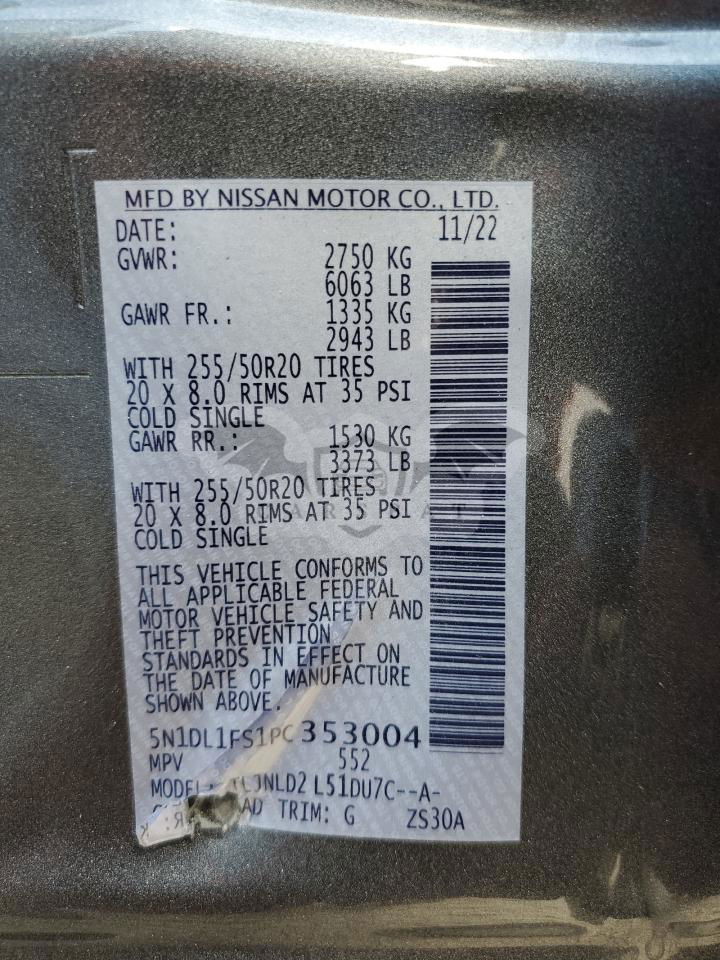 MFD BY NISSAN MOTOR CO., LTD.
DATE: 11/22
GVWR: 2750 KG
6063 LB
GAWR FR.: 1335 KG
2943 LB
WITH 255/50R20 TIRES
20 X 8.0 RIMS AT 35 PSI
COLD SINGLE
GAWR RR.: 1530 KG
3373 LB
WITH 255/50R20 TIRES
20 X 8.0 RIMS AT 35 PSI
COLD SINGLE
THIS VEHICLE CONFORMS TO
ALL APPLICABLE FEDERAL
MOTOR VEHICLE SAFETY AND
THEFT PREVENTION
STANDARDS IN EFFECT ON
THE DATE OF MANUFACTURE
SHOWN ABOVE.
5N1DL1FS1PC353004
MPV 552
L51DU7C--A-
TRIM: G ZS30A